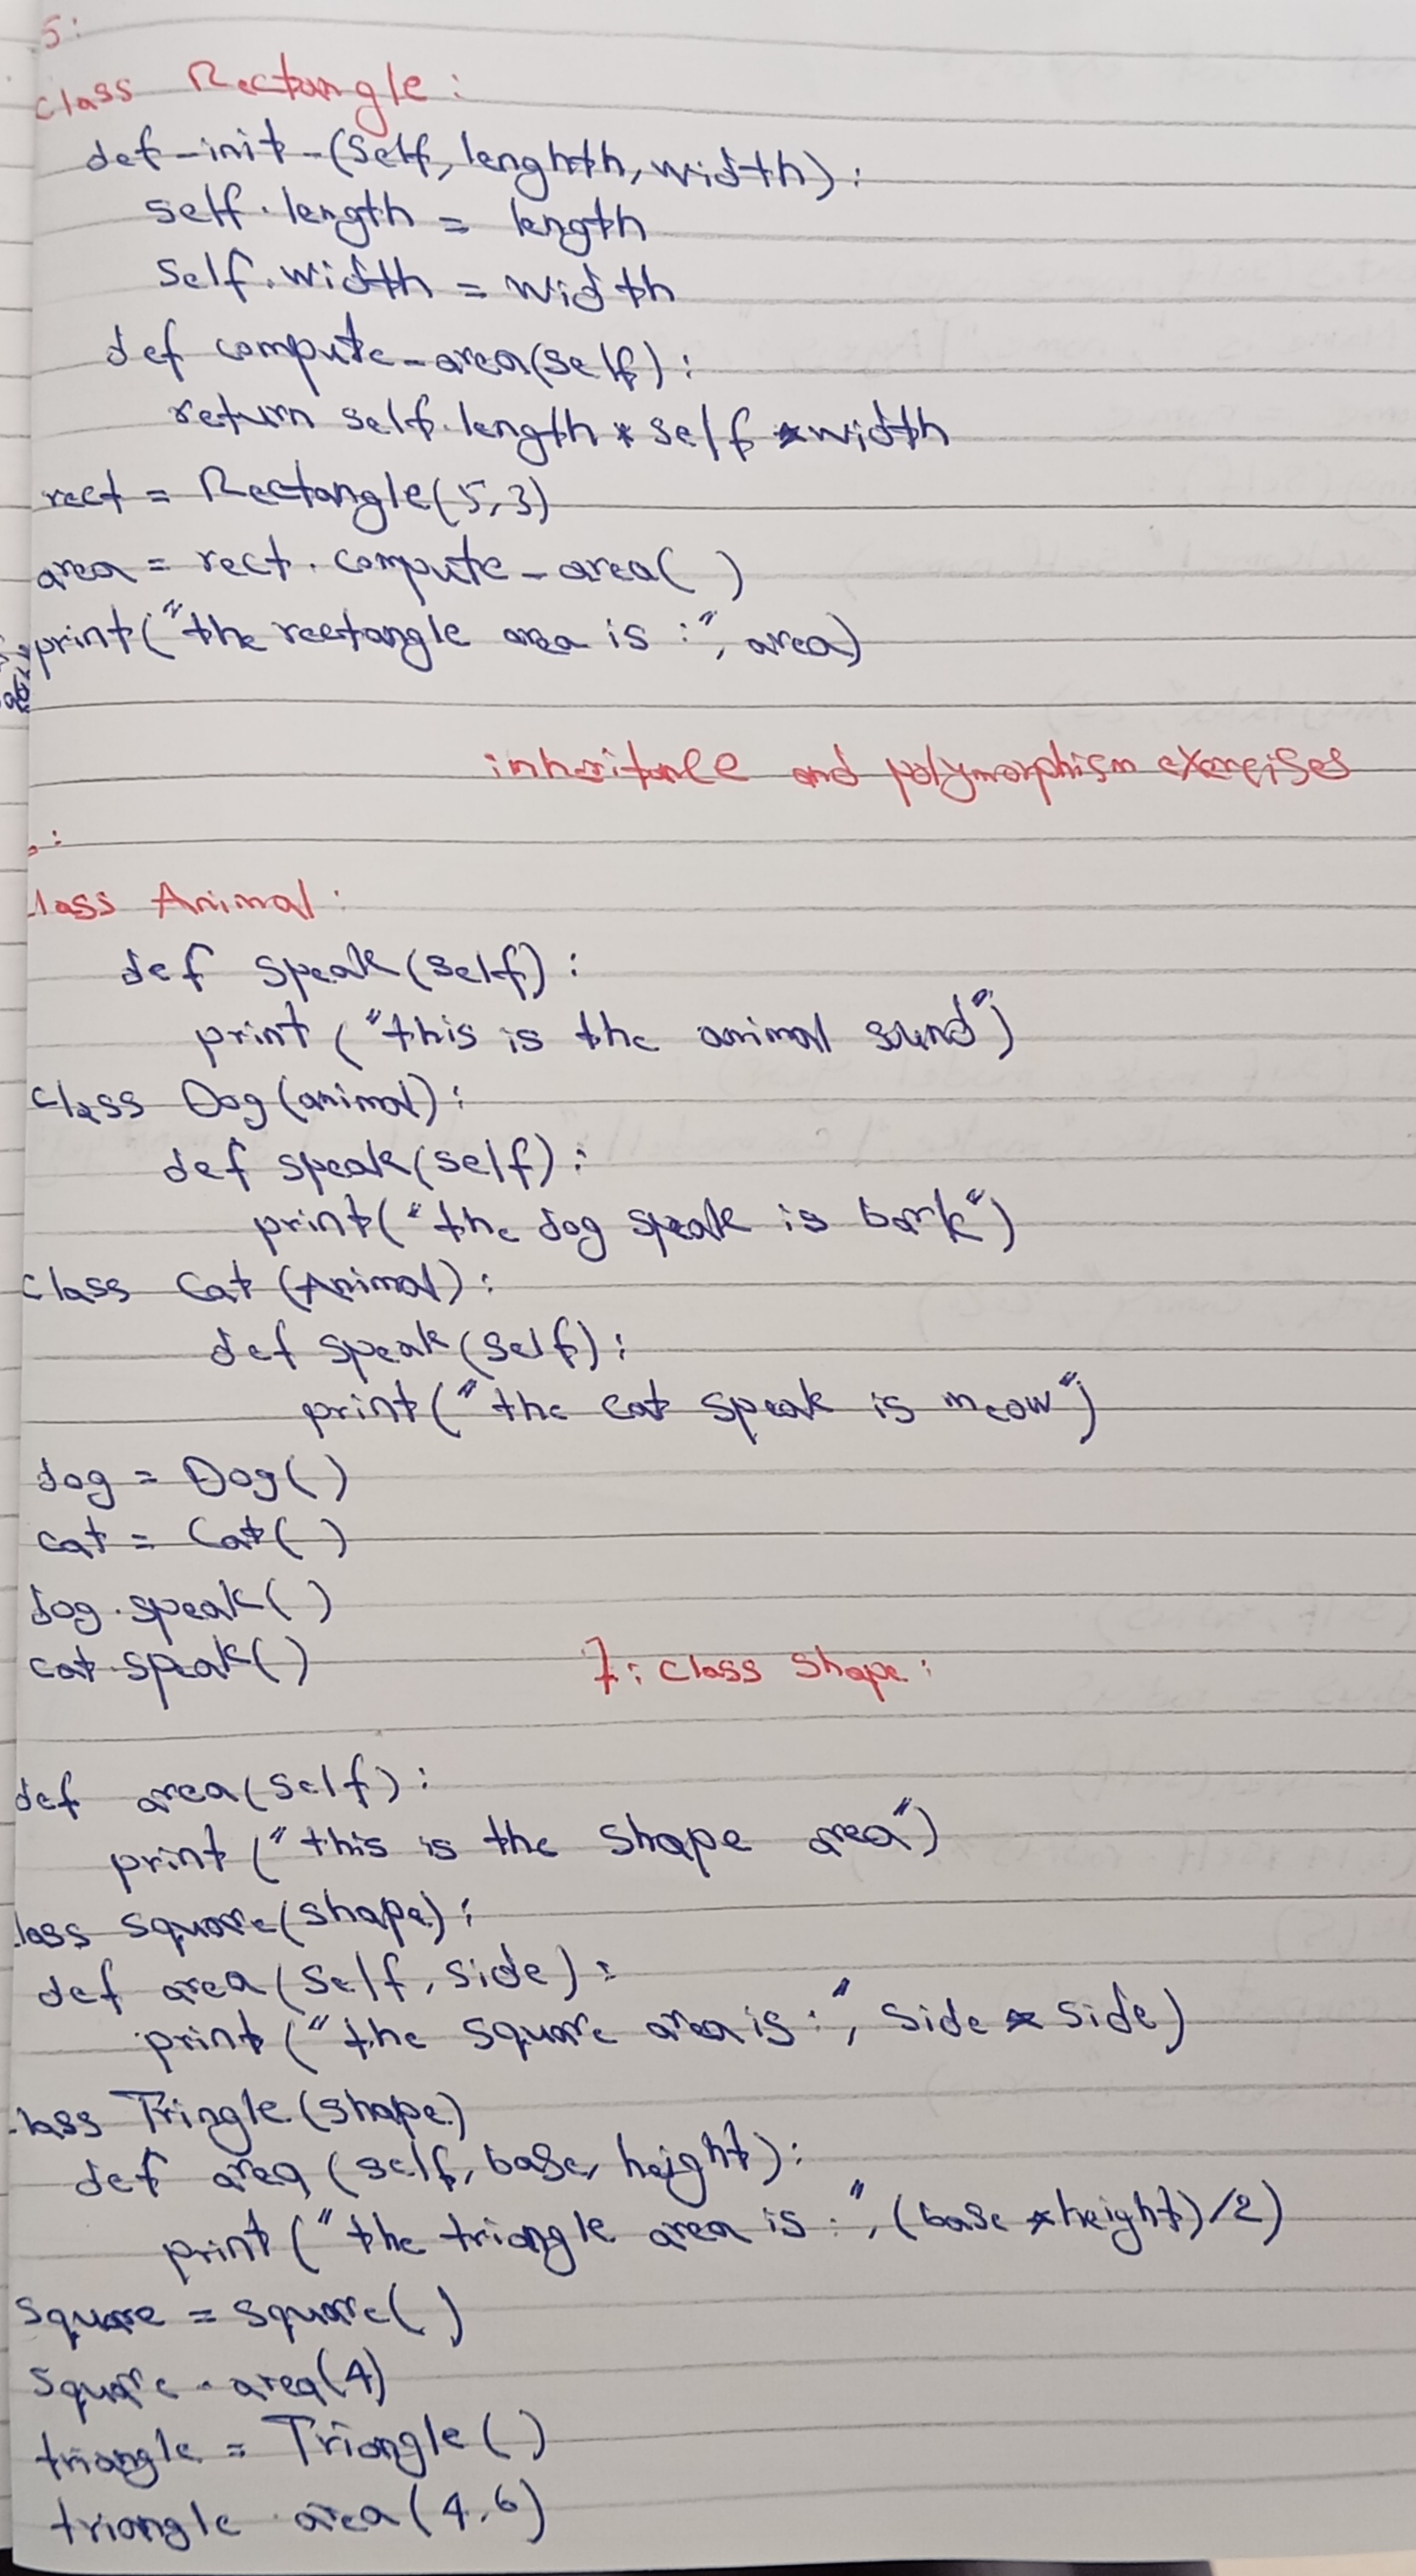 5:
class Rectangle:
def-init-(self, lenghth, width):
self.length = length
self.width = width
def compute-area(self):
return self.length * self * width
rect = Rectangle(5,3)
area = rect.compute-area( )
print("the rectangle area is :", area)
inheritance and polymorphism exercises
lass Animal:
def speak(self):
print ("this is the animal sund")
class Dog(animal):
def speak(self):
print("the dog speak is bark")
class Cat (Animal):
def speak(self):
print("the cat speak is meow")
dog = Dog( )
cat = Cat( )
dog.speak( )
cat.speak( )
7: class shape:
def area(self):
print ("this is the shape area")
lass square(shape):
def area(self, side):
print ("the square area is :", side * side)
lass Tringle(shape)
def area (self, base, height):
print ("the triangle area is :", (base * height)/2)
square = square( )
square.area(4)
triangle = Triangle( )
triangle.area(4,6)